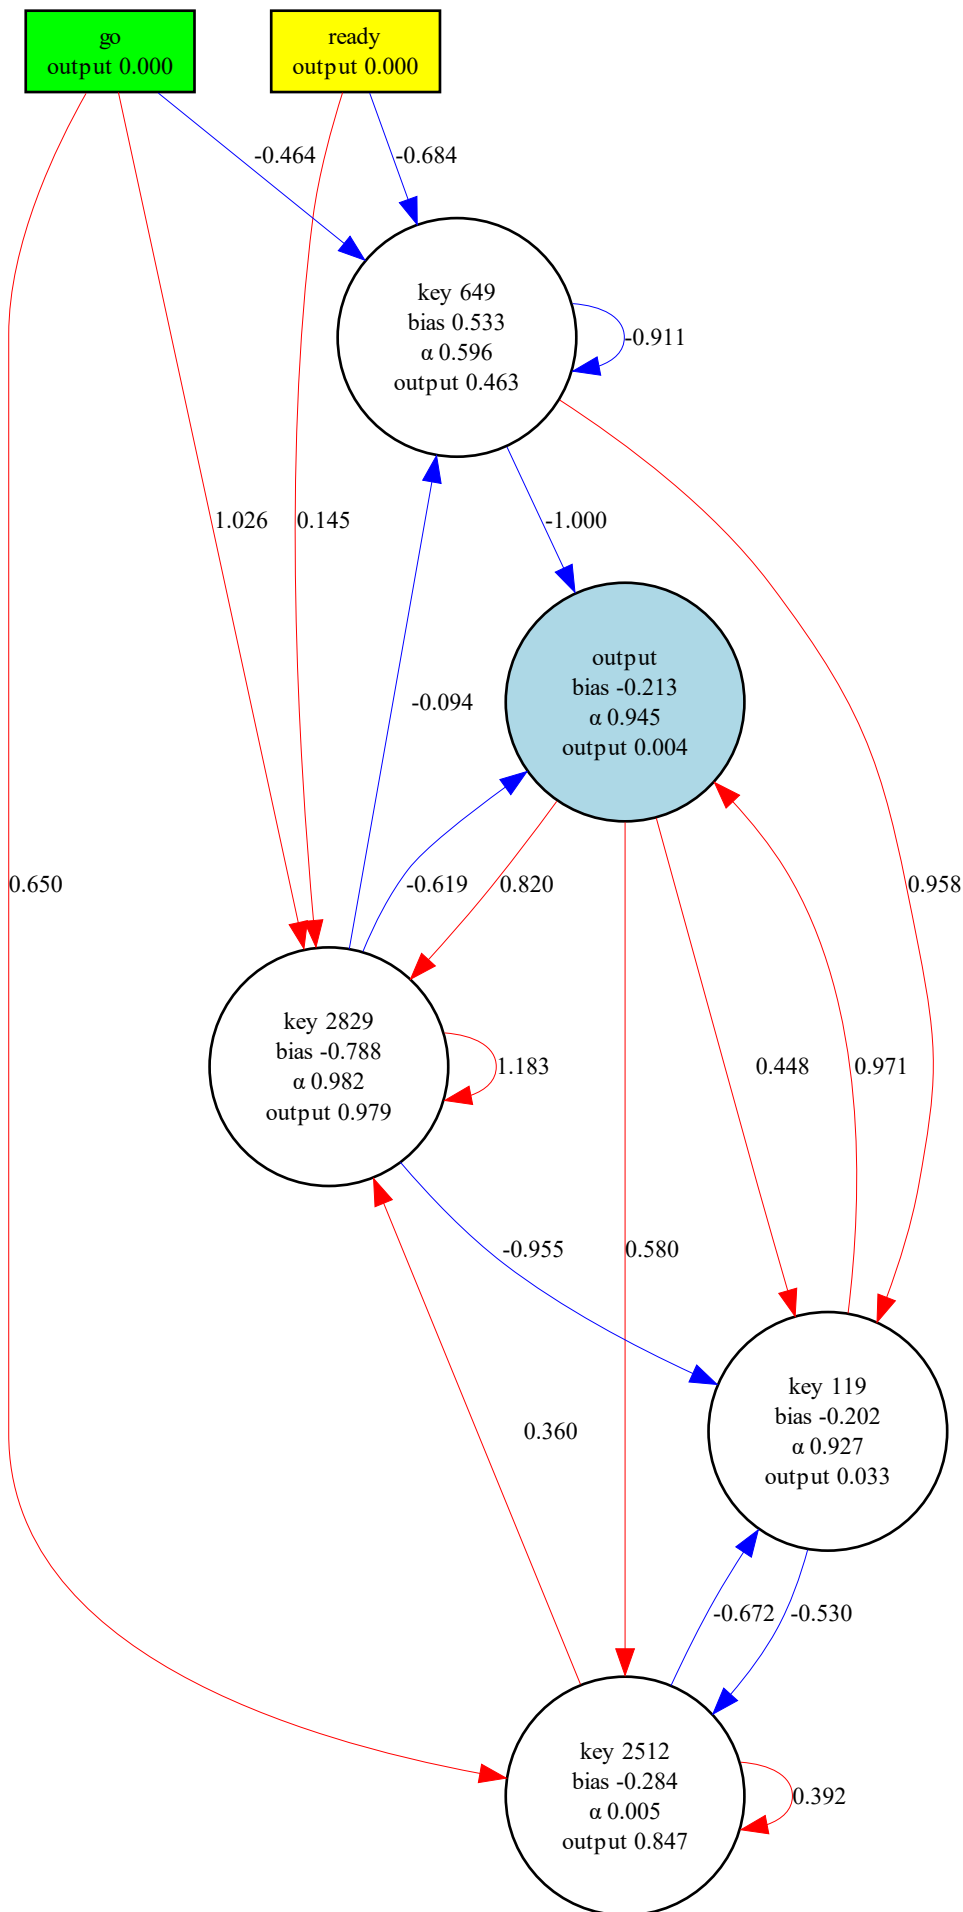 go
output 0.000
ready
output 0.000
-0.464
-0.684
key 649
bias 0.533
α 0.596
output 0.463
-0.911
1.026
0.145
-1.000
output
bias -0.213
α 0.945
output 0.004
-0.094
0.650
-0.619
0.820
0.958
key 2829
bias -0.788
α 0.982
output 0.979
1.183
0.448
0.971
-0.955
0.580
key 119
bias -0.202
α 0.927
output 0.033
0.360
-0.672
-0.530
key 2512
bias -0.284
α 0.005
output 0.847
0.392